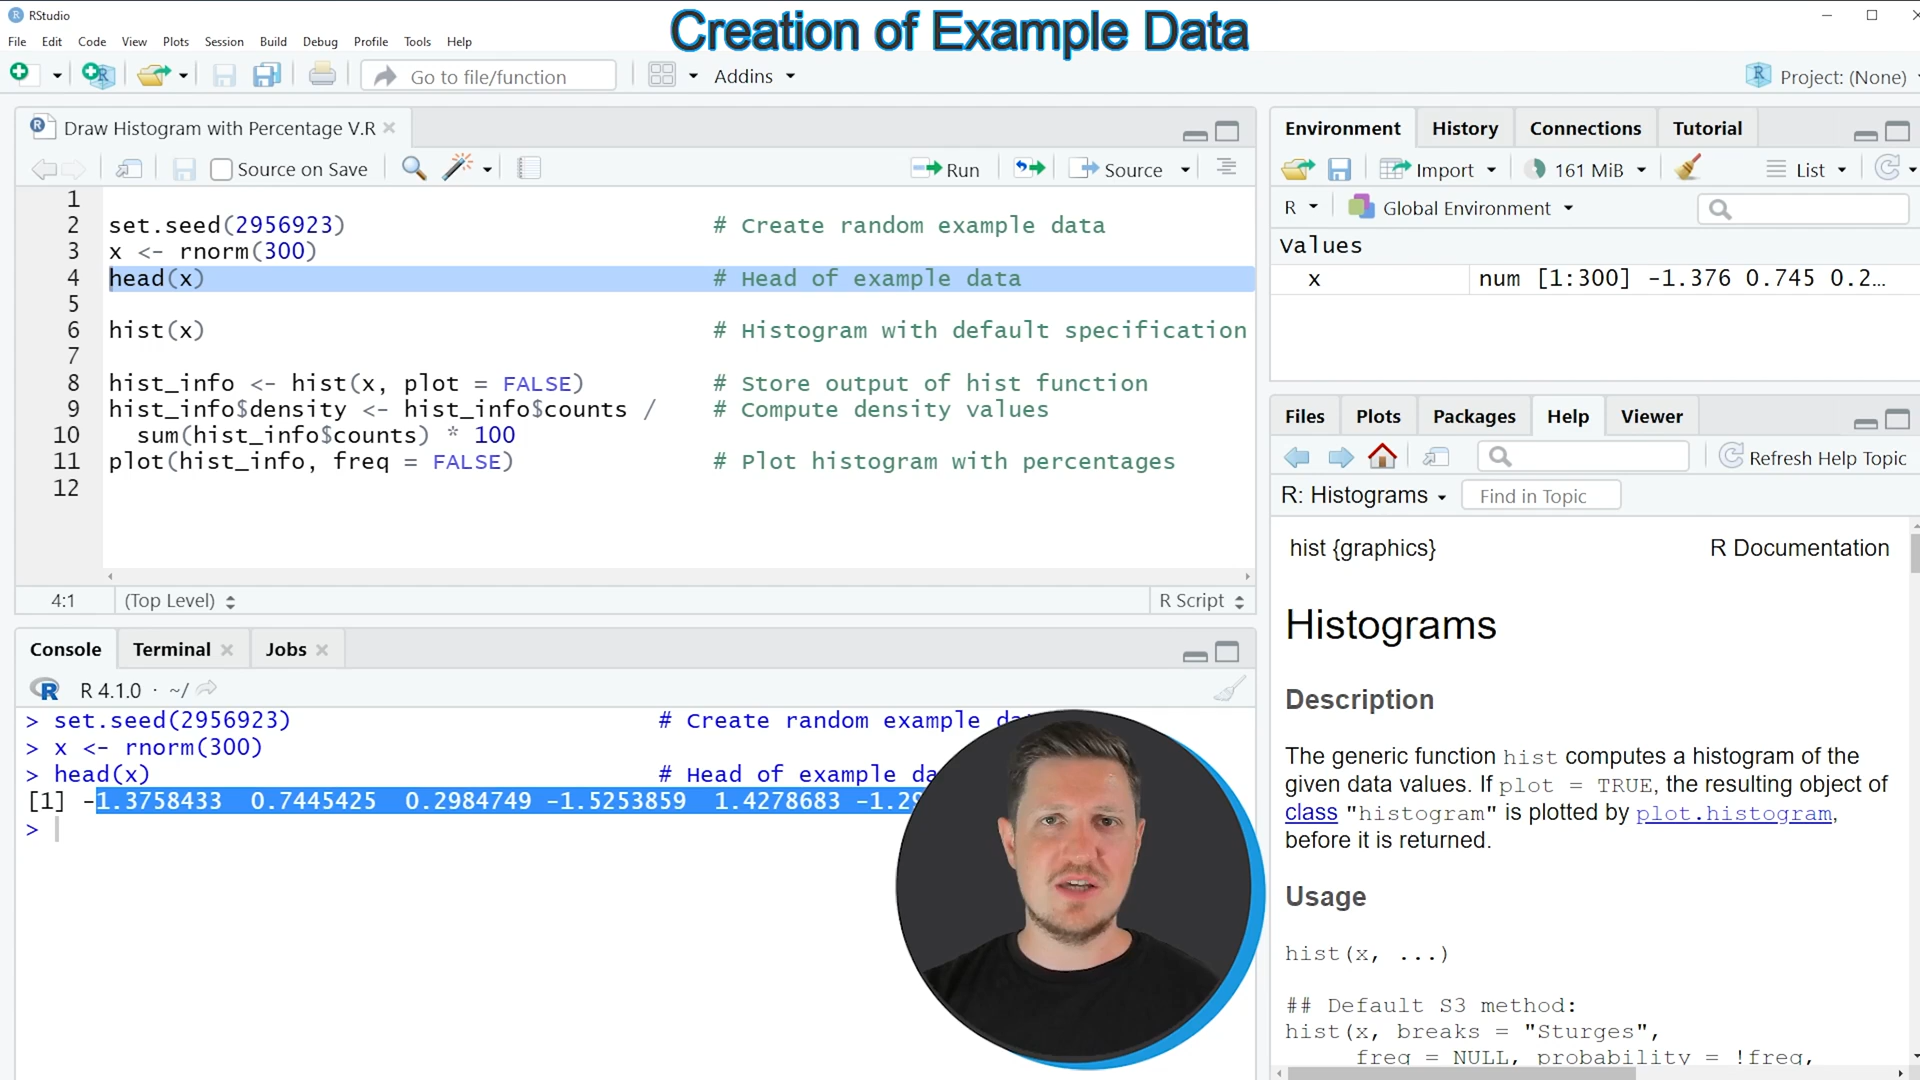 RStudio
Creation of Example Data
File Edit Code View Plots Session Build Debug Profile Tools Help
Go to file/function
Addins
Project: (None)
Draw Histogram with Percentage V.R
Source on Save
Run
Source
1
2 set.seed(2956923) # Create random example data
3 x <- rnorm(300)
4 head(x) # Head of example data
5
6 hist(x) # Histogram with default specification
7
8 hist_info <- hist(x, plot = FALSE) # Store output of hist function
9 hist_info$density <- hist_info$counts / # Compute density values
10 sum(hist_info$counts) * 100
11 plot(hist_info, freq = FALSE) # Plot histogram with percentages
12
4:1 (Top Level) R Script
Console Terminal Jobs
R 4.1.0 · ~/
> set.seed(2956923) # Create random example
> x <- rnorm(300)
> head(x) # Head of example
[1] -1.3758433 0.7445425 0.2984749 -1.5253859 1.4278683
>
Environment History Connections Tutorial
Import 161 MiB List
R Global Environment
Values
x num [1:300] -1.376 0.745 0.2…
Files Plots Packages Help Viewer
Refresh Help Topic
R: Histograms Find in Topic
hist {graphics} R Documentation
Histograms
Description
The generic function hist computes a histogram of the
given data values. If plot = TRUE, the resulting object of
class "histogram" is plotted by plot.histogram,
before it is returned.
Usage
hist(x, ...)
## Default S3 method:
hist(x, breaks = "Sturges",
freq = NULL, probability = !freq,